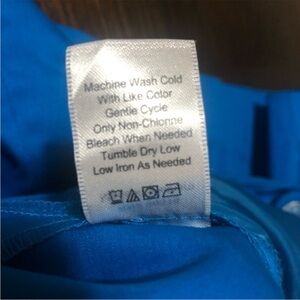 Machine Wash Cold
With Like Color
Gentle Cycle
Only Non-Chlorine
Bleach When Needed
Tumble Dry Low
Low Iron As Needed